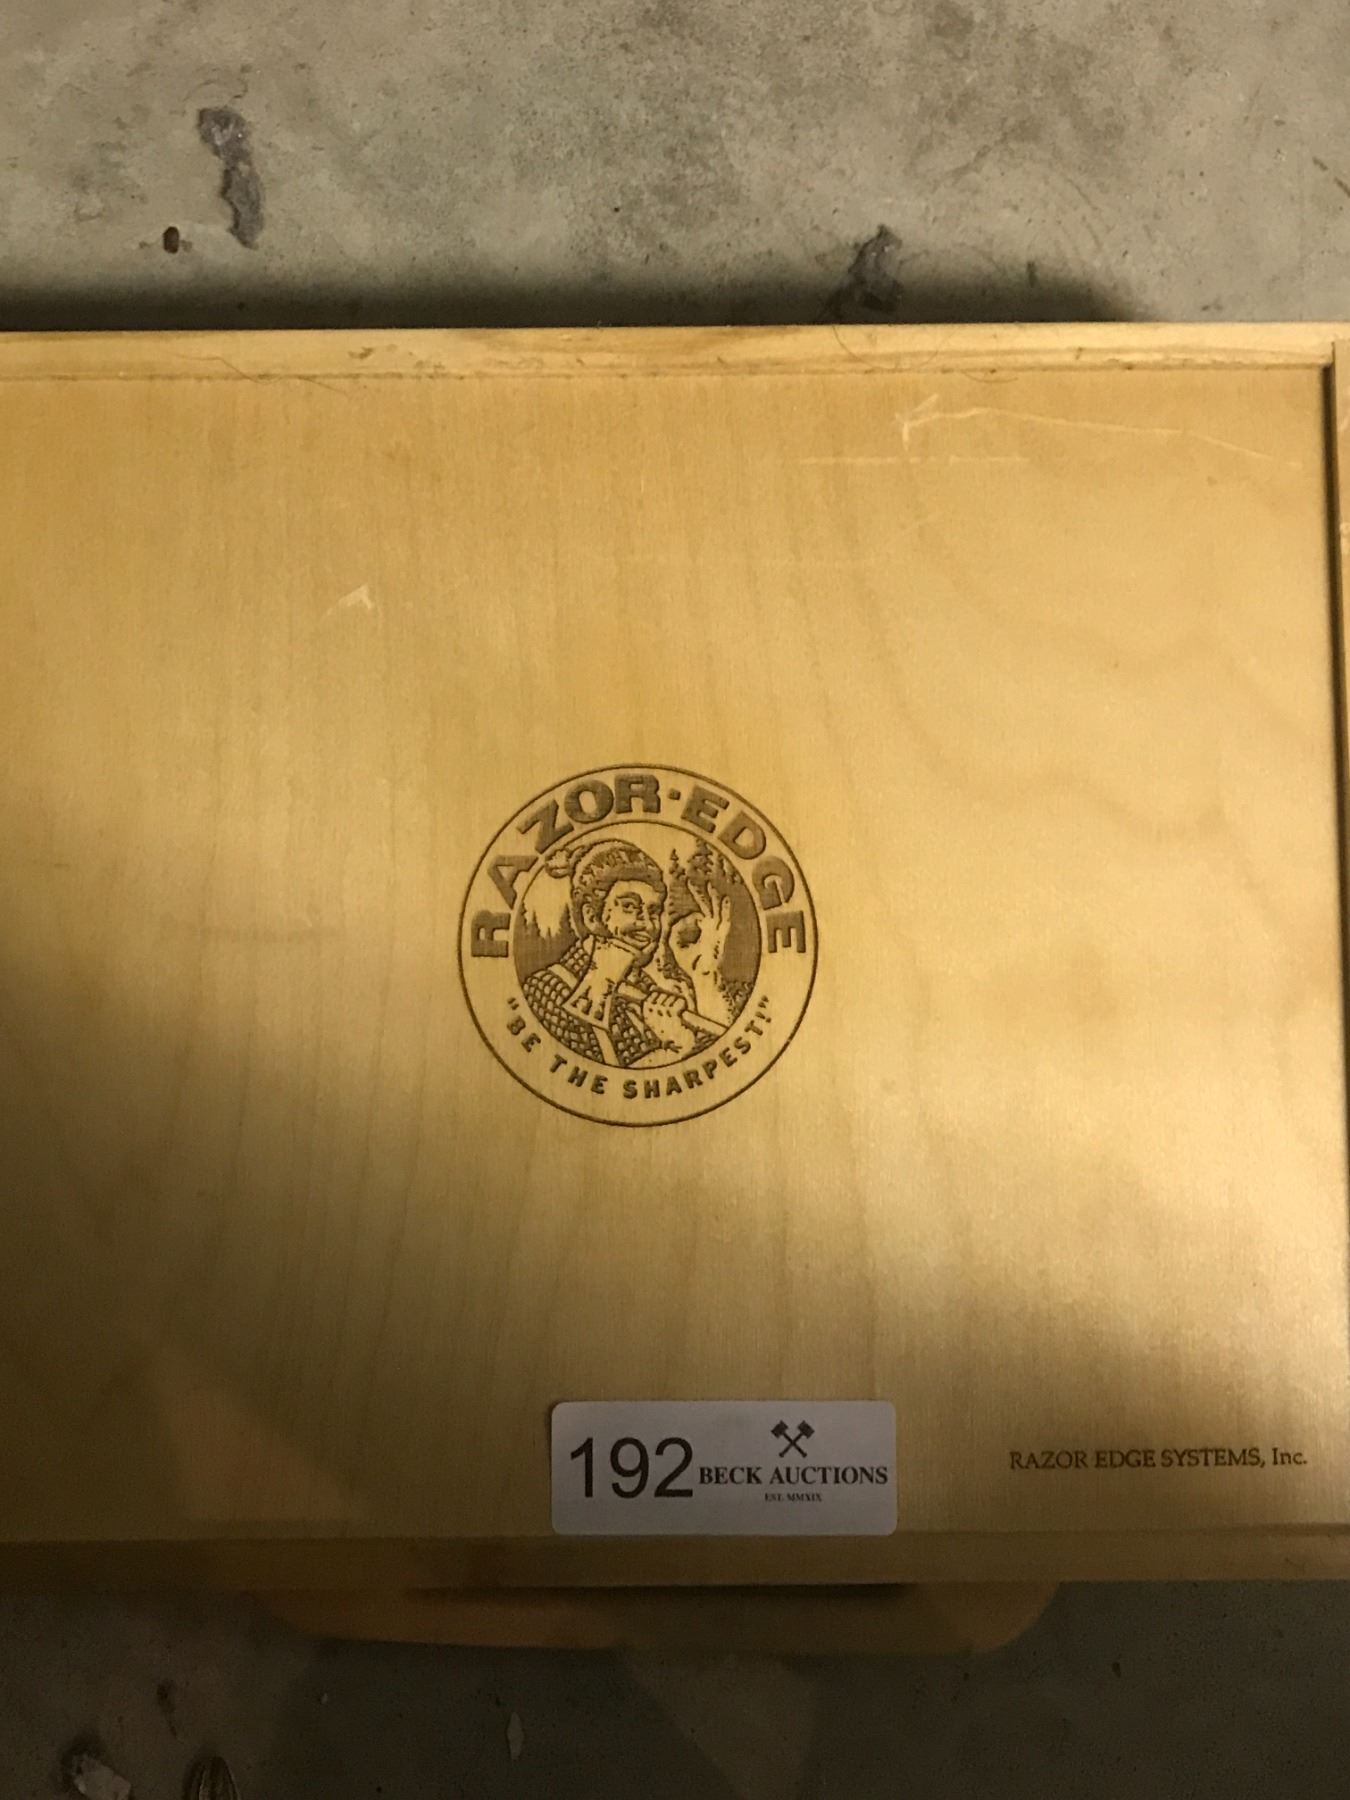 RAZOR·EDGE
"BE THE SHARPEST!"
192 BECK AUCTIONS
EST. MMXIX
RAZOR EDGE SYSTEMS, Inc.